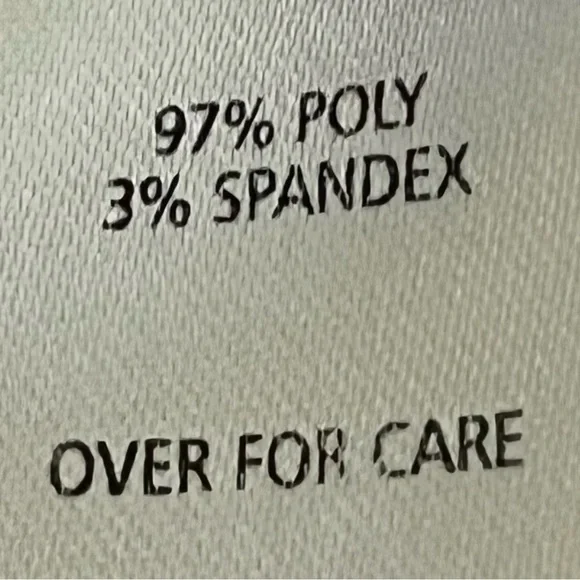 97% POLY
3% SPANDEX
OVER FOR CARE